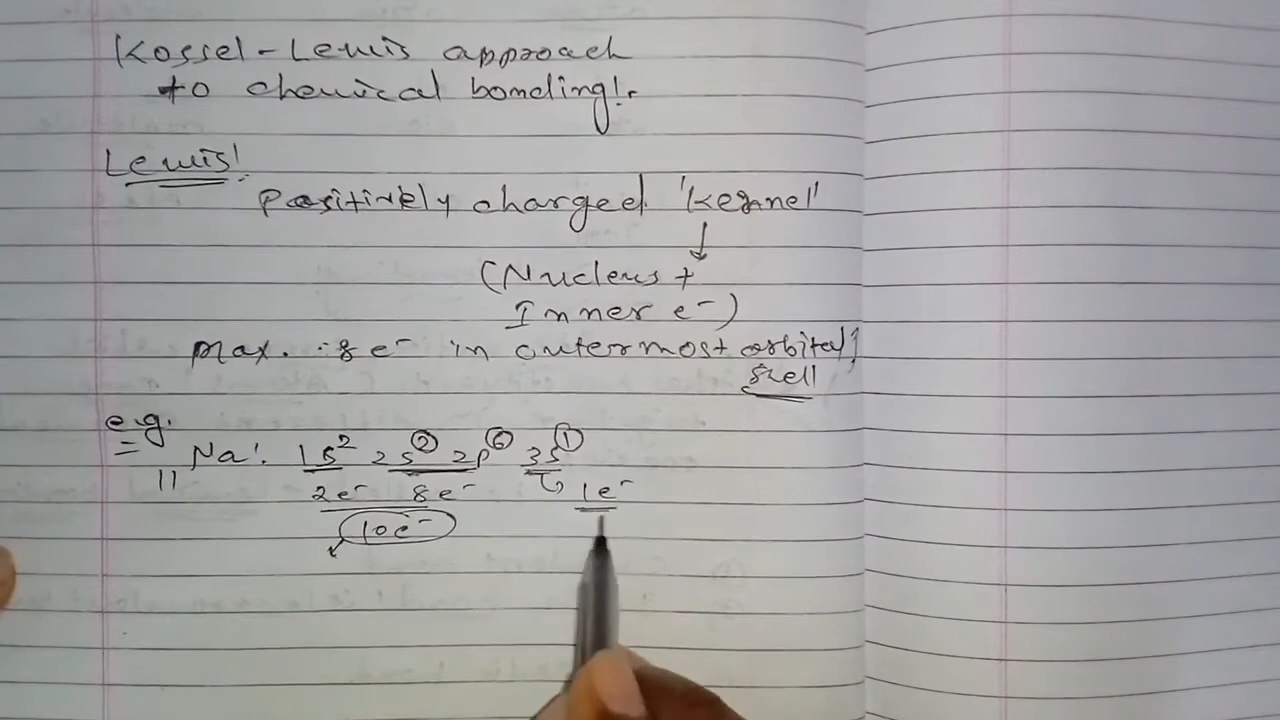 Kossel-Lewis approach
to chemical bonding!.
Lewis!
Positively charged 'kernel'
↓
(Nucleus +
Inner e⁻)
max. :8 e⁻ in outermost orbital;
shell
e.g.
11 Na: 1s² 2s² 2p⁶ 3s¹
2e⁻ 8e⁻ 1e⁻
10e⁻